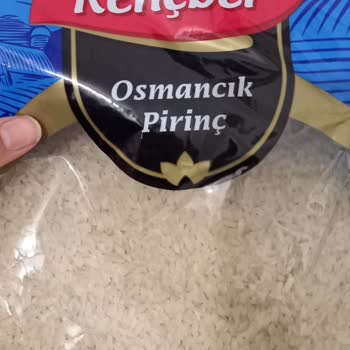 Rençber
Osmancık
Pirinç